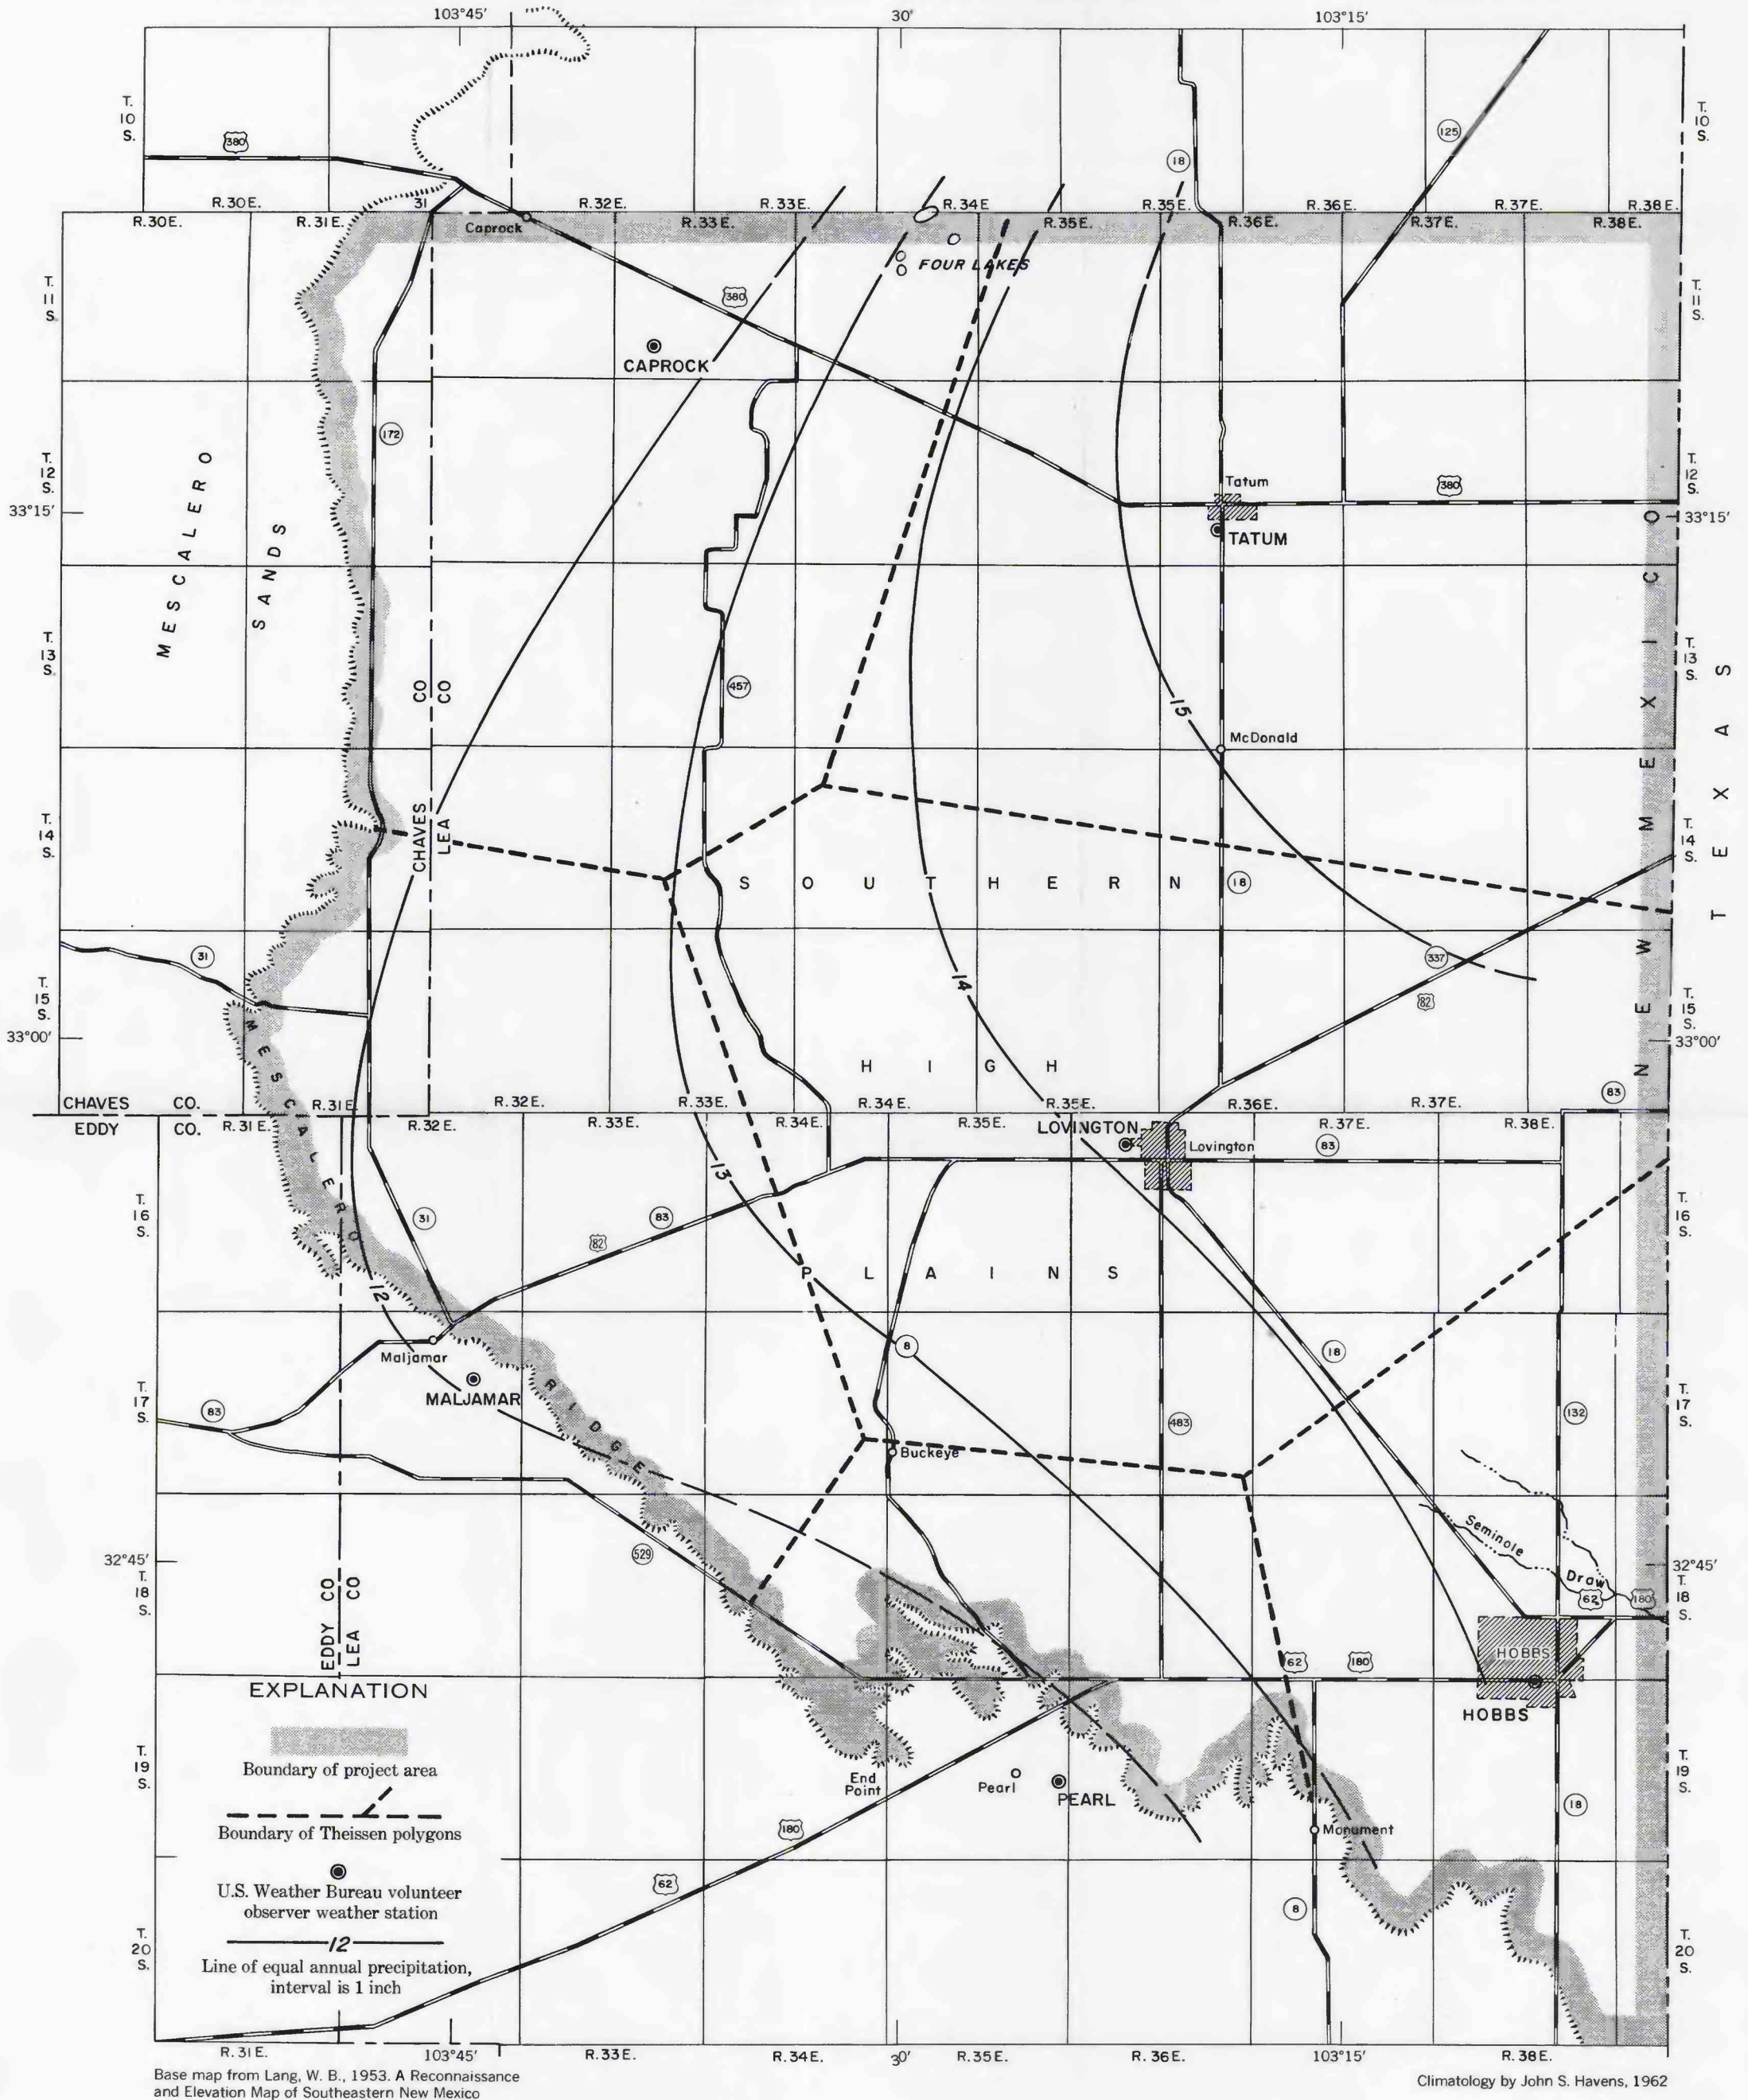 103°45′ 30′ 103°15′
T. 10 S.
T. 10 S.
380
125
18
R.30E. R.31E. 31 R.32E. R.33E. R.34E R.35E. R.36E. R.37E. R.38E.
R.30E. R.31E. Caprock R.33E. R.35E. R.36E. R.37E. R.38E.
FOUR LAKES
T. 11 S.
T. 11 S.
380
CAPROCK
172
T. 12 S.
T. 12 S.
Tatum
380
33°15′
33°15′
TATUM
MESCALERO
SANDS
T. 13 S.
T. 13 S.
CO
CO
457
15
McDonald
NEW MEXICO
TEXAS
T. 14 S.
T. 14 S.
CHAVES
LEA
SOUTHERN
18
31
337
14
82
T. 15 S.
T. 15 S.
33°00′
33°00′
HIGH
MESCALERO
83
CHAVES CO. R.31E. R.32E. R.33E. R.34E. R.35E. R.36E. R.37E.
EDDY CO. R.31E. R.32E. R.33E. R.34E. R.35E. R.37E. R.38E.
LOVINGTON
Lovington
83
13
T. 16 S.
T. 16 S.
31
83
82
PLAINS
12
8
18
Maljamar
MALJAMAR
T. 17 S.
T. 17 S.
83
RIDGE
483
132
Buckeye
Seminole
Draw
32°45′
32°45′
529
T. 18 S.
T. 18 S.
62 180
EDDY CO
LEA CO
HOBBS
62 180
HOBBS
EXPLANATION
Boundary of project area
Boundary of Theissen polygons
U.S. Weather Bureau volunteer
observer weather station
12
Line of equal annual precipitation,
interval is 1 inch
T. 19 S.
T. 19 S.
End
Point
Pearl
PEARL
180
18
Monument
62
8
T. 20 S.
T. 20 S.
R.31E. 103°45′ R.33E. R.34E. 30′ R.35E. R.36E. 103°15′ R.38E.
Base map from Lang, W. B., 1953. A Reconnaissance
and Elevation Map of Southeastern New Mexico
Climatology by John S. Havens, 1962